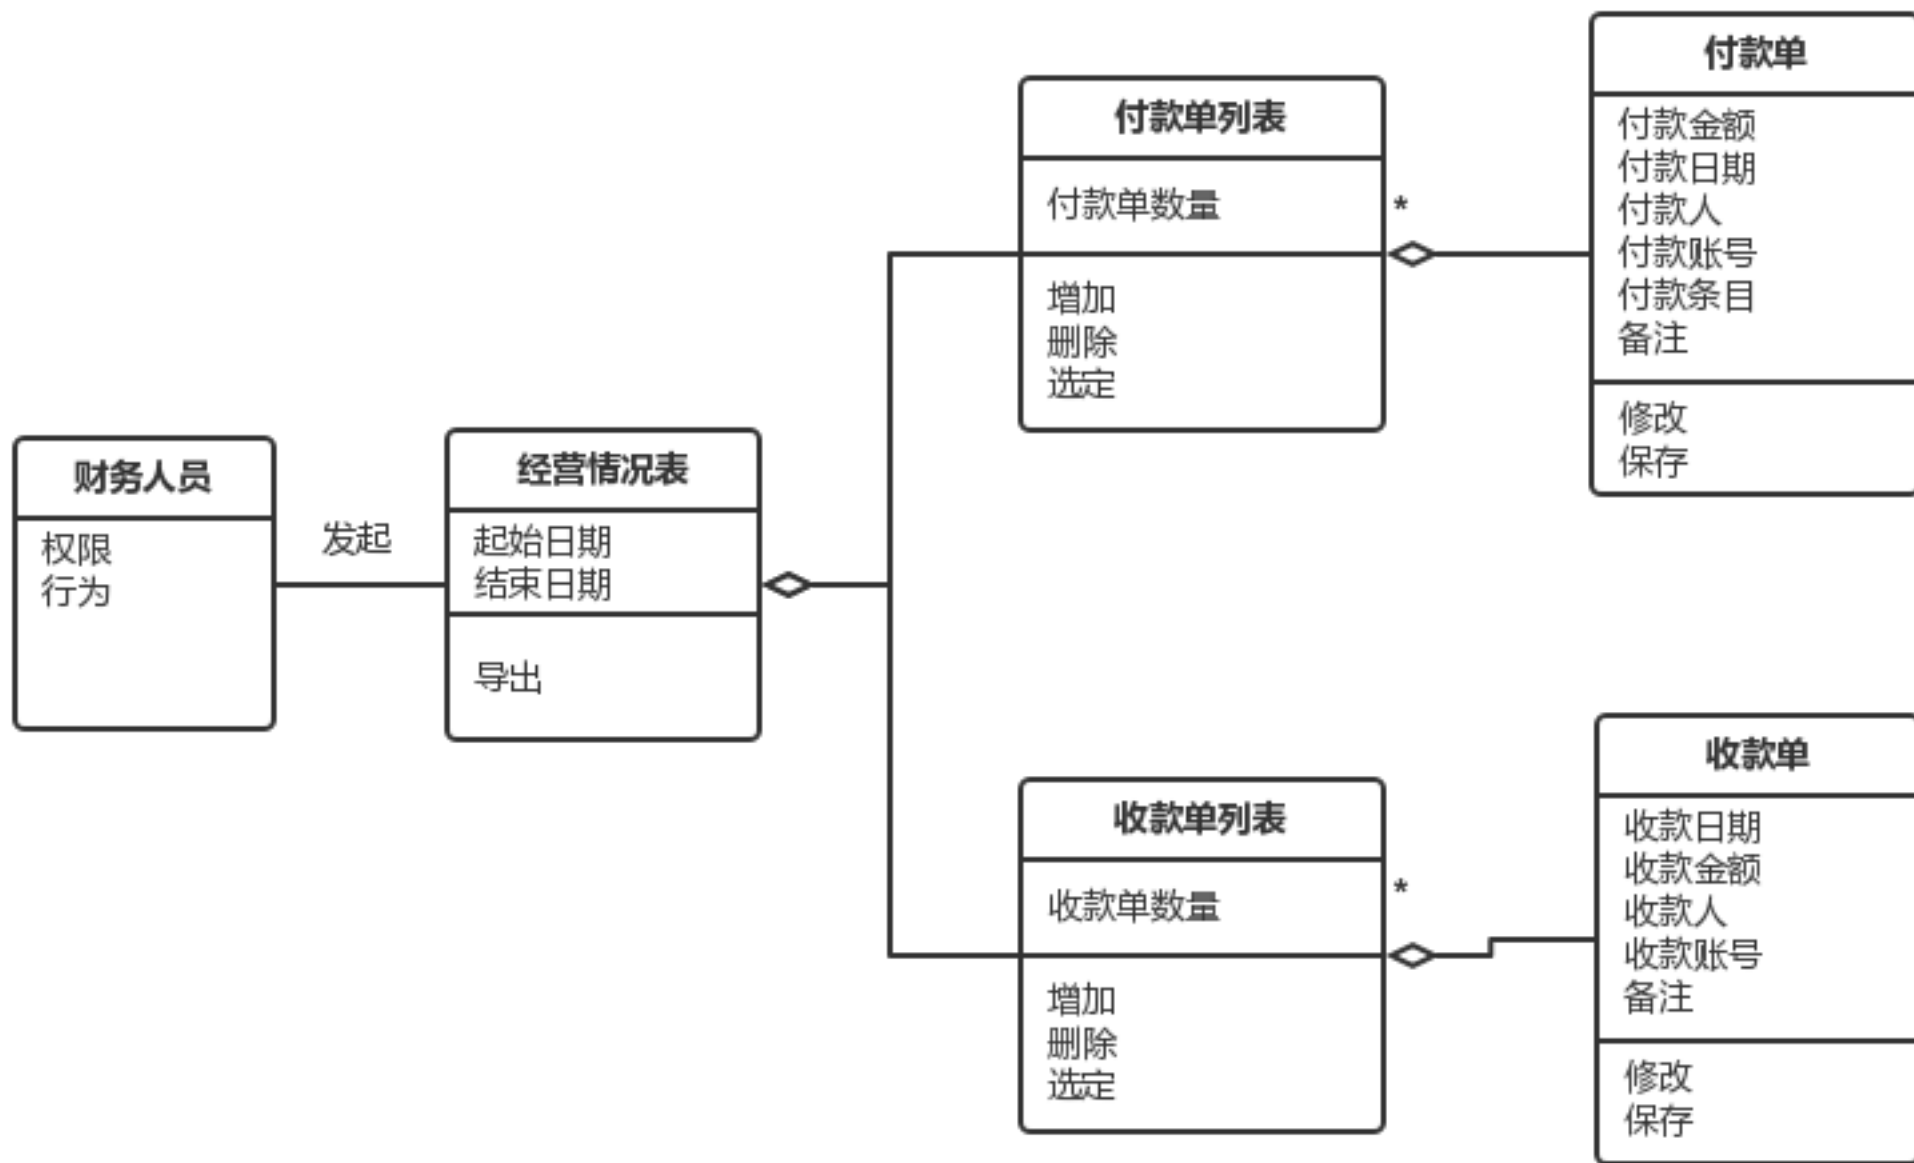 财务人员
权限
行为
发起
经营情况表
起始日期
结束日期
导出
付款单列表
付款单数量
*
增加
删除
选定
付款单
付款金额
付款日期
付款人
付款账号
付款条目
备注
修改
保存
收款单列表
收款单数量
*
增加
删除
选定
收款单
收款日期
收款金额
收款人
收款账号
备注
修改
保存